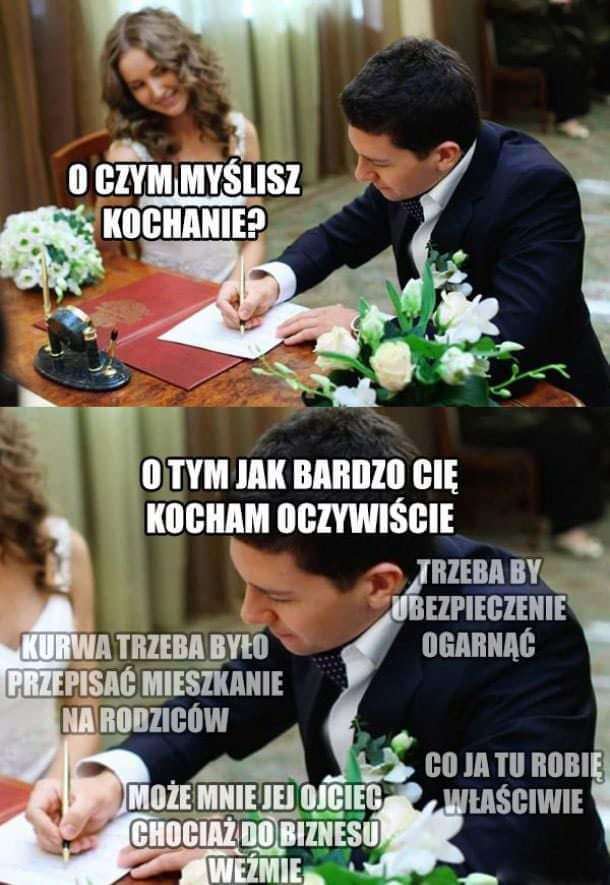 O CZYM MYŚLISZ
KOCHANIE?
O TYM JAK BARDZO CIĘ
KOCHAM OCZYWIŚCIE
TRZEBA BY
UBEZPIECZENIE
OGARNĄĆ
KURWA TRZEBA BYŁO
PRZEPISAĆ MIESZKANIE
NA RODZICÓW
CO JA TU ROBIĘ
WŁAŚCIWIE
MOŻE MNIE JEJ OJCIEC
CHOCIAŻ DO BIZNESU
WEŹMIE